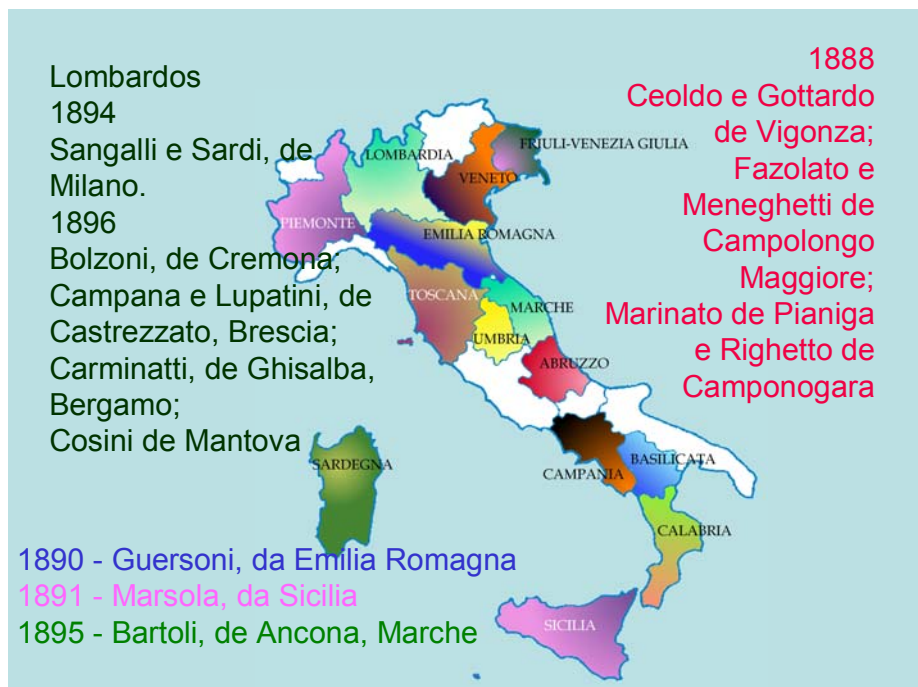 Lombardos
1894
Sangalli e Sardi, de
Milano.
1896
Bolzoni, de Cremona;
Campana e Lupatini, de
Castrezzato, Brescia;
Carminatti, de Ghisalba,
Bergamo;
Cosini de Mantova
1888
Ceoldo e Gottardo
de Vigonza;
Fazolato e
Meneghetti de
Campolongo
Maggiore;
Marinato de Pianiga
e Righetto de
Camponogara
LOMBARDIA
FRIULI-VENEZIA GIULIA
VENETO
PIEMONTE
EMILIA ROMAGNA
TOSCANA
MARCHE
UMBRIA
ABRUZZO
SARDEGNA
CAMPANIA
BASILICATA
CALABRIA
SICILIA
1890 - Guersoni, da Emilia Romagna
1891 - Marsola, da Sicilia
1895 - Bartoli, de Ancona, Marche